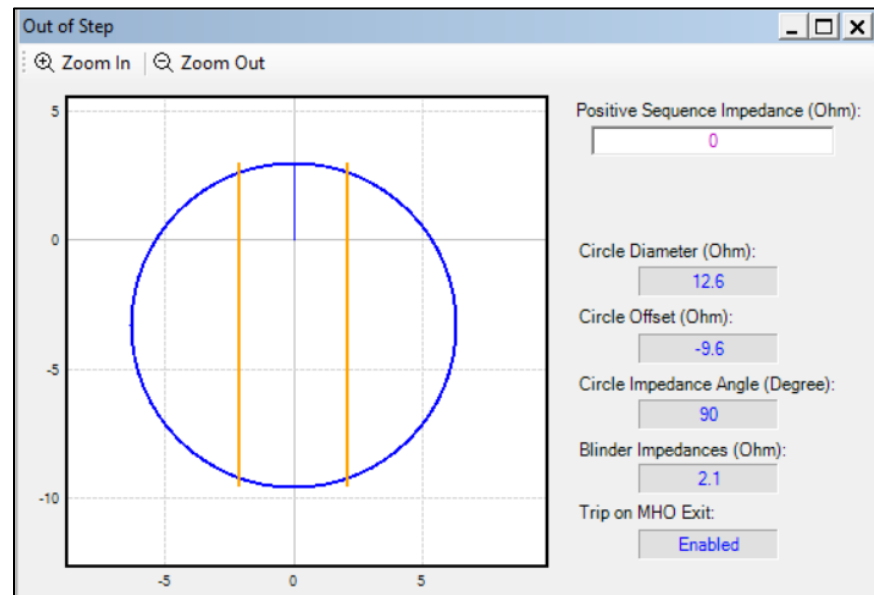 Out of Step
Zoom In Zoom Out
5
0
-5
-10
-5 0 5
Positive Sequence Impedance (Ohm):
0
Circle Diameter (Ohm):
12.6
Circle Offset (Ohm):
-9.6
Circle Impedance Angle (Degree):
90
Blinder Impedances (Ohm):
2.1
Trip on MHO Exit:
Enabled